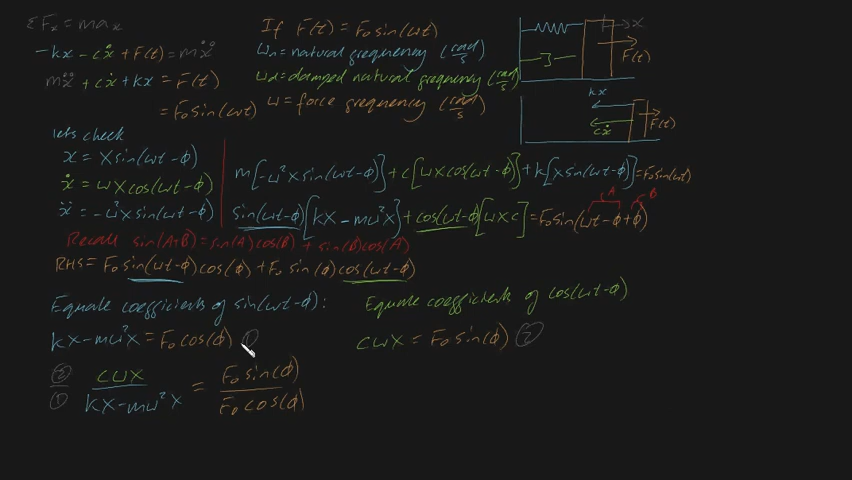 ΣFx = max
If F(t) = F₀sin(ωt)
-kx - cẋ + F(t) = mẍ
ωn = natural frequency (rad/s)
mẍ + cẋ + kx = F(t)
ωd = damped natural frequency (rad/s)
= F₀sin(ωt)
ω = force frequency (rad/s)
x
F(t)
kx
cẋ
F(t)
lets check
x = Xsin(ωt-φ)
ẋ = ωXcos(ωt-φ)
ẍ = -ω²Xsin(ωt-φ)
m[-ω²Xsin(ωt-φ)] + c[ωXcos(ωt-φ)] + k[Xsin(ωt-φ)] = F₀sin(ωt)
A B
sin(ωt-φ)[kX - mω²X] + cos(ωt-φ)[ωXc] = F₀sin(ωt-φ+φ)
Recall sin(A+B) = sin(A)cos(B) + sin(B)cos(A)
RHS = F₀sin(ωt-φ)cos(φ) + F₀sin(φ)cos(ωt-φ)
Equate coefficients of sin(ωt-φ):
kX - mω²X = F₀cos(φ) ①
Equate coefficients of cos(ωt-φ)
cωX = F₀sin(φ) ②
②/① cωX/(kX-mω²X) = F₀sin(φ)/F₀cos(φ)